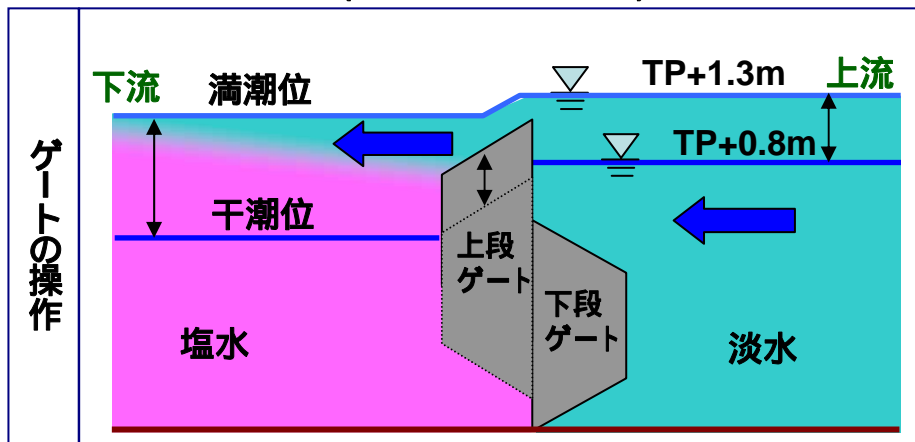 ゲートの操作
下流
満潮位
TP+1.3m
上流
TP+0.8m
干潮位
上段
ゲート
下段
ゲート
塩水
淡水